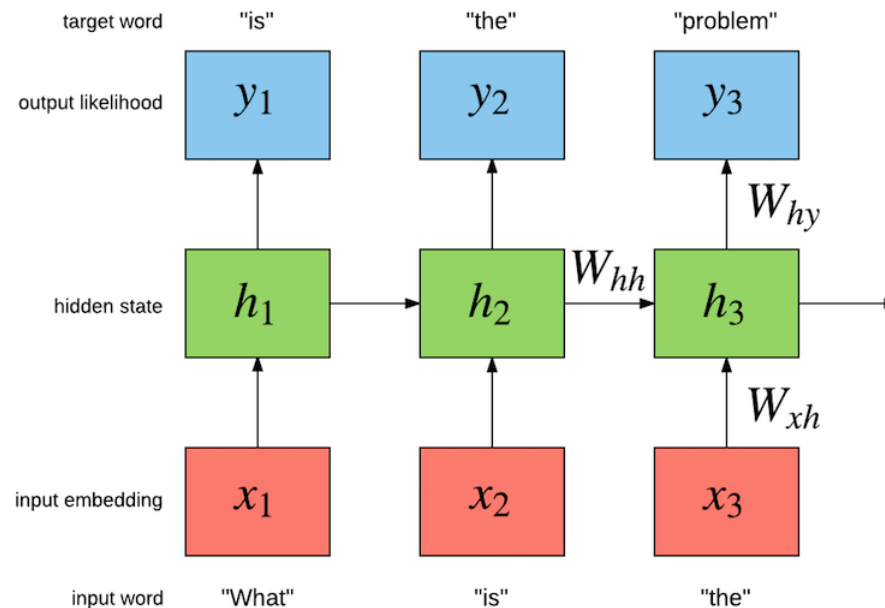 target word "is" "the" "problem"
output likelihood y₁ y₂ y₃
W_hy
W_hh
hidden state h₁ h₂ h₃
W_xh
input embedding x₁ x₂ x₃
input word "What" "is" "the"